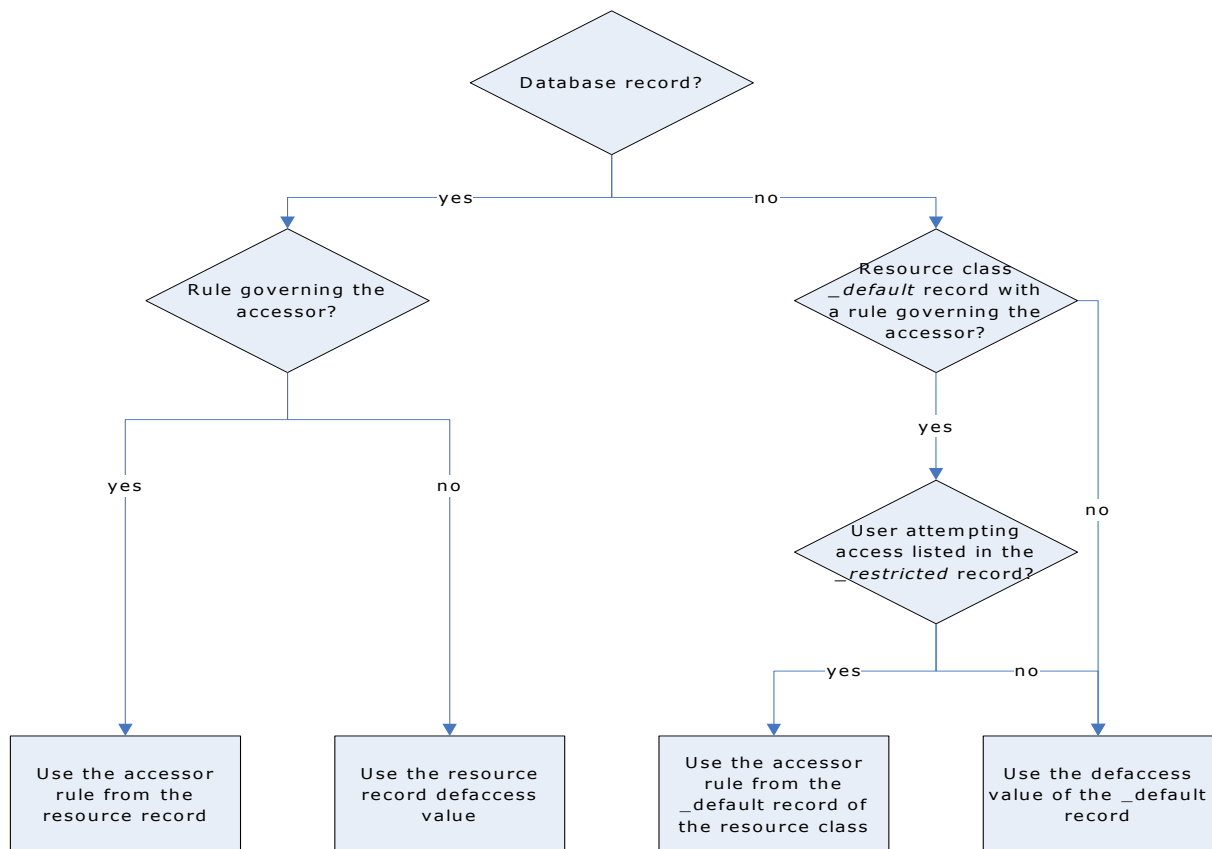 Database record?
yes
no
Rule governing the
accessor?
Resource class
_default record with
a rule governing the
accessor?
yes
yes
no
no
User attempting
access listed in the
_restricted record?
yes
no
Use the accessor
rule from the
resource record
Use the resource
record defaccess
value
Use the accessor
rule from the
_default record of
the resource class
Use the defaccess
value of the _default
record